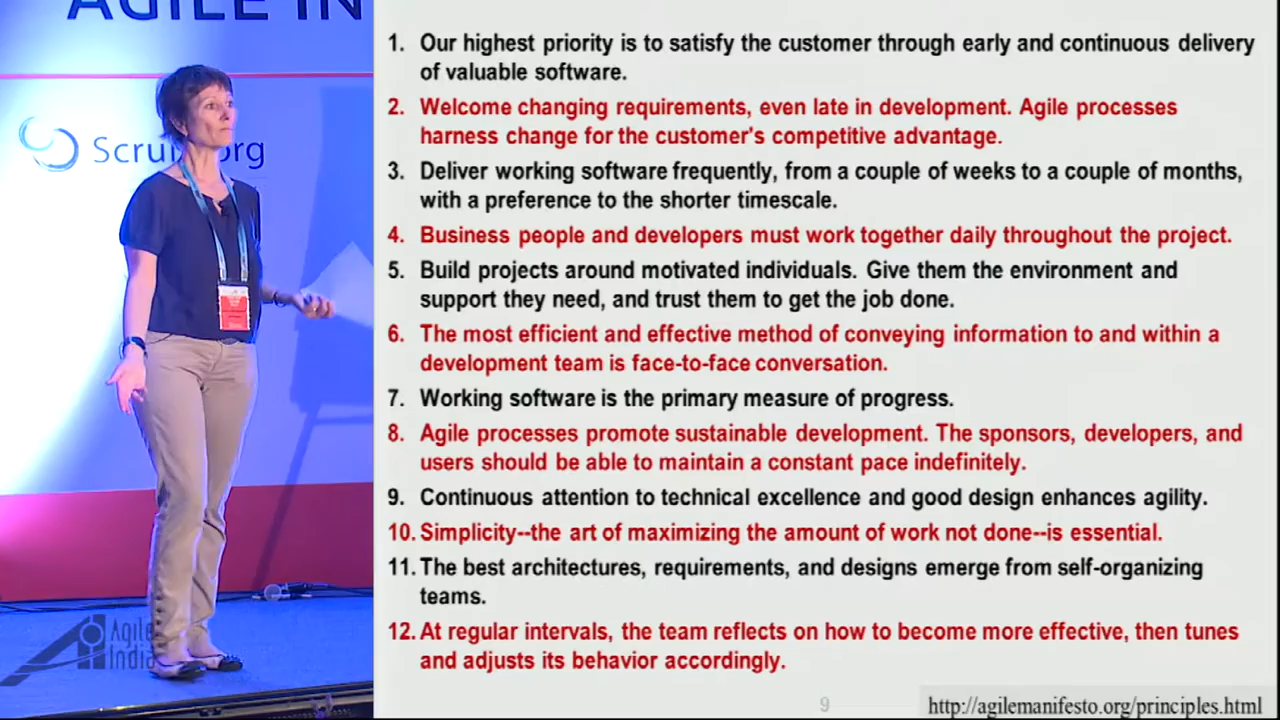 AGILE IN
Scrum.org
1. Our highest priority is to satisfy the customer through early and continuous delivery
of valuable software.
2. Welcome changing requirements, even late in development. Agile processes
harness change for the customer's competitive advantage.
3. Deliver working software frequently, from a couple of weeks to a couple of months,
with a preference to the shorter timescale.
4. Business people and developers must work together daily throughout the project.
5. Build projects around motivated individuals. Give them the environment and
support they need, and trust them to get the job done.
6. The most efficient and effective method of conveying information to and within a
development team is face-to-face conversation.
7. Working software is the primary measure of progress.
8. Agile processes promote sustainable development. The sponsors, developers, and
users should be able to maintain a constant pace indefinitely.
9. Continuous attention to technical excellence and good design enhances agility.
10. Simplicity--the art of maximizing the amount of work not done--is essential.
11. The best architectures, requirements, and designs emerge from self-organizing
teams.
12. At regular intervals, the team reflects on how to become more effective, then tunes
and adjusts its behavior accordingly.
9
http://agilemanifesto.org/principles.html
Agile
India